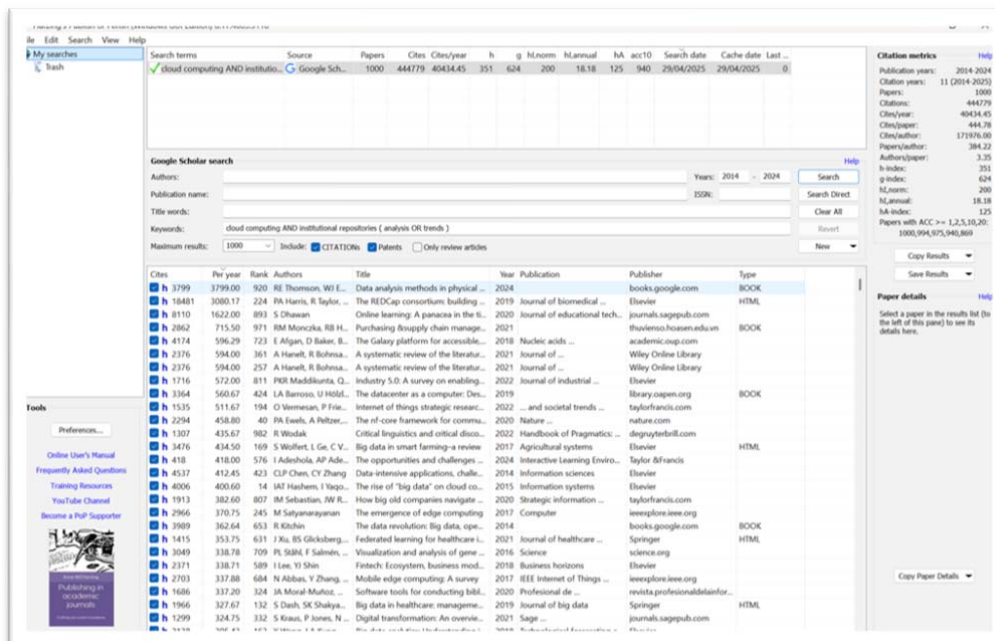 Harzing's Publish or Perish (Windows GUI Edition)
ile Edit Search View Help
My searches
Trash
Search terms Source Papers Cites Cites/year h g hI,norm hI,annual hA acc10 Search date Cache date Last ...
cloud computing AND institutio... Google Sch... 1000 444779 40434.45 351 624 200 18.18 125 940 29/04/2025 29/04/2025 0
Google Scholar search Help
Authors: Years: 2014 - 2024 Search
Publication name: ISSN: Search Direct
Title words: Clear All
Keywords: cloud computing AND institutional repositories ( analysis OR trends ) Revert
Maximum results: 1000 Include: CITATIONs Patents Only review articles New
Cites Per year Rank Authors Title Year Publication Publisher Type
h 3799 3799.00 920 RE Thomson, WJ E... Data analysis methods in physical ... 2024 books.google.com BOOK
h 18481 3080.17 224 PA Harris, R Taylor, ... The REDCap consortium: building ... 2019 Journal of biomedical ... Elsevier HTML
h 8110 1622.00 893 S Dhawan Online learning: A panacea in the ti... 2020 Journal of educational tech... journals.sagepub.com
h 2862 715.50 971 RM Monczka, RB H... Purchasing &supply chain manage... 2021 thuvienso.hoasen.edu.vn BOOK
h 4174 596.29 723 E Afgan, D Baker, B... The Galaxy platform for accessible,... 2018 Nucleic acids ... academic.oup.com
h 2376 594.00 361 A Hanelt, R Bohnsa... A systematic review of the literatur... 2021 Journal of ... Wiley Online Library
h 2376 594.00 257 A Hanelt, R Bohnsa... A systematic review of the literatur... 2021 Journal of ... Wiley Online Library
h 1716 572.00 811 PKR Maddikunta, Q... Industry 5.0: A survey on enabling... 2022 Journal of industrial ... Elsevier
h 3364 560.67 424 LA Barroso, U Hölzl... The datacenter as a computer: Des... 2019 library.oapen.org BOOK
h 1535 511.67 194 O Vermesan, P Frie... Internet of things strategic researc... 2022 ... and societal trends ... taylorfrancis.com
h 2294 458.80 40 PA Ewels, A Peltzer,... The nf-core framework for commu... 2020 Nature ... nature.com
h 1307 435.67 982 R Wodak Critical linguistics and critical disco... 2022 Handbook of Pragmatics: ... degruyterbrill.com
h 3476 434.50 169 S Wolfert, L Ge, C V... Big data in smart farming–a review 2017 Agricultural systems Elsevier HTML
h 418 418.00 576 I Adeshola, AP Ade... The opportunities and challenges ... 2024 Interactive Learning Enviro... Taylor &Francis
h 4537 412.45 423 CLP Chen, CY Zhang Data-intensive applications, challe... 2014 Information sciences Elsevier
h 4006 400.60 14 IAT Hashem, I Yaqo... The rise of "big data" on cloud co... 2015 Information systems Elsevier
h 1913 382.60 807 IM Sebastian, JW R... How big old companies navigate ... 2020 Strategic information ... taylorfrancis.com
h 2966 370.75 245 M Satyanarayanan The emergence of edge computing 2017 Computer ieeexplore.ieee.org
h 3989 362.64 653 R Kitchin The data revolution: Big data, ope... 2014 books.google.com BOOK
h 1415 353.75 631 J Xu, BS Glicksberg,... Federated learning for healthcare i... 2021 Journal of healthcare ... Springer HTML
h 3049 338.78 709 PL Ståhl, F Salmén, ... Visualization and analysis of gene ... 2016 Science science.org
h 2371 338.71 589 I Lee, YJ Shin Fintech: Ecosystem, business mod... 2018 Business horizons Elsevier
h 2703 337.88 684 N Abbas, Y Zhang, ... Mobile edge computing: A survey 2017 IEEE Internet of Things ... ieeexplore.ieee.org
h 1686 337.20 324 JA Moral-Muñoz, ... Software tools for conducting bibl... 2020 Profesional de ... revista.profesionaldelainfor...
h 1966 327.67 132 S Dash, SK Shakya... Big data in healthcare: manageme... 2019 Journal of big data Springer HTML
h 1299 324.75 332 S Kraus, P Jones, N ... Digital transformation: An overvie... 2021 Sage ... journals.sagepub.com
Tools
Preferences...
Online User's Manual
Frequently Asked Questions
Training Resources
YouTube Channel
Become a PoP Supporter
Publishing in
academic
journals
Citation metrics Help
Publication years: 2014-2024
Citation years: 11 (2014-2025)
Papers: 1000
Citations: 444779
Cites/year: 40434.45
Cites/paper: 444.78
Cites/author: 171976.00
Papers/author: 384.22
Authors/paper: 3.35
h-index: 351
g-index: 624
hI,norm: 200
hI,annual: 18.18
hA-index: 125
Papers with ACC >= 1,2,5,10,20:
1000,994,975,940,869
Copy Results
Save Results
Paper details Help
Select a paper in the results list (to
the left of this pane) to see its
details here.
Copy Paper Details